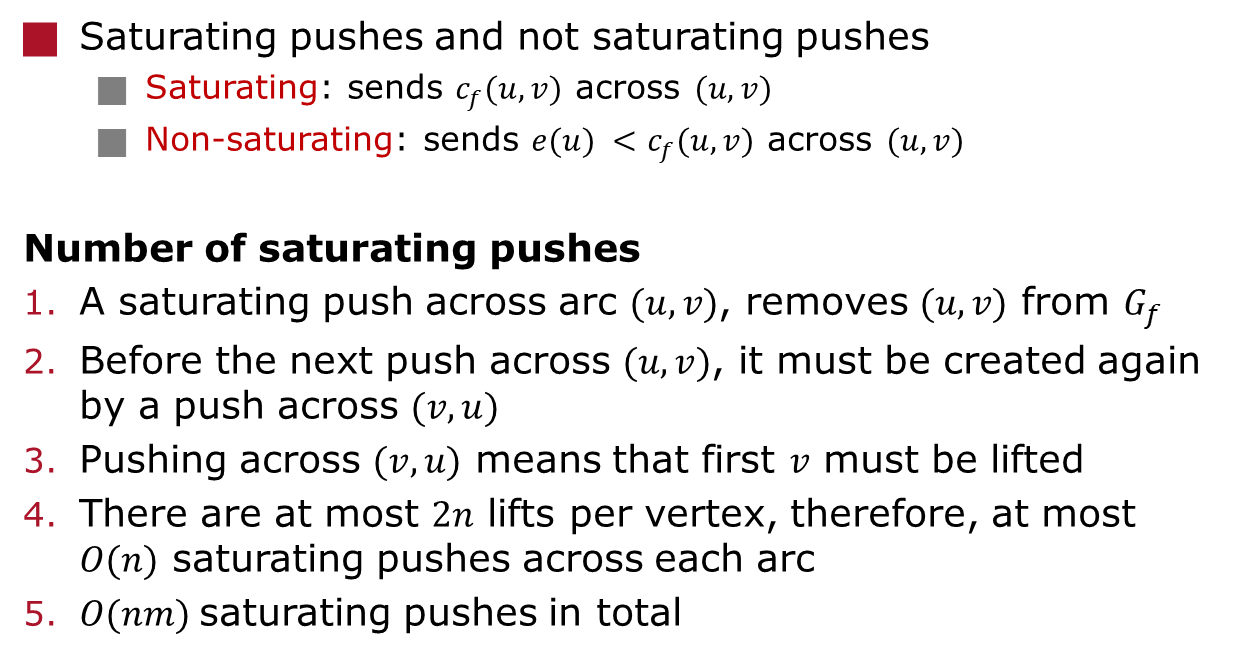 Saturating pushes and not saturating pushes
Saturating: sends 𝑐𝑓(𝑢,𝑣) across (𝑢,𝑣)
Non-saturating: sends 𝑒(𝑢) < 𝑐𝑓(𝑢,𝑣) across (𝑢,𝑣)
Number of saturating pushes
1. A saturating push across arc (𝑢,𝑣), removes (𝑢,𝑣) from 𝐺𝑓
2. Before the next push across (𝑢,𝑣), it must be created again
by a push across (𝑣,𝑢)
3. Pushing across (𝑣,𝑢) means that first 𝑣 must be lifted
4. There are at most 2𝑛 lifts per vertex, therefore, at most
𝑂(𝑛) saturating pushes across each arc
5. 𝑂(𝑛𝑚) saturating pushes in total